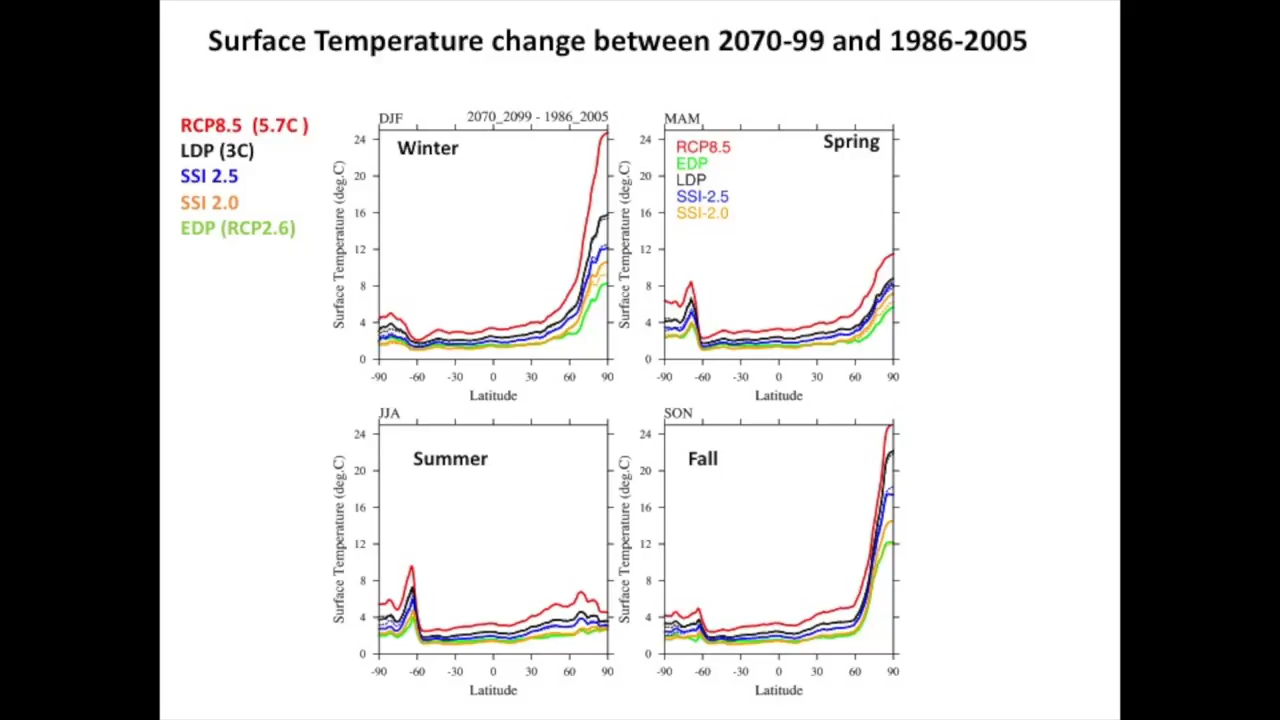 Surface Temperature change between 2070-99 and 1986-2005
RCP8.5 (5.7C )
LDP (3C)
SSI 2.5
SSI 2.0
EDP (RCP2.6)
DJF 2070_2099 - 1986_2005
Winter
Surface Temperature (deg.C)
24
20
16
12
8
4
0
-90 -60 -30 0 30 60 90
Latitude
MAM
Spring
RCP8.5
EDP
LDP
SSI-2.5
SSI-2.0
Surface Temperature (deg.C)
24
20
16
12
8
4
0
-90 -60 -30 0 30 60 90
Latitude
JJA
Summer
Surface Temperature (deg.C)
24
20
16
12
8
4
0
-90 -60 -30 0 30 60 90
Latitude
SON
Fall
Surface Temperature (deg.C)
24
20
16
12
8
4
0
-90 -60 -30 0 30 60 90
Latitude